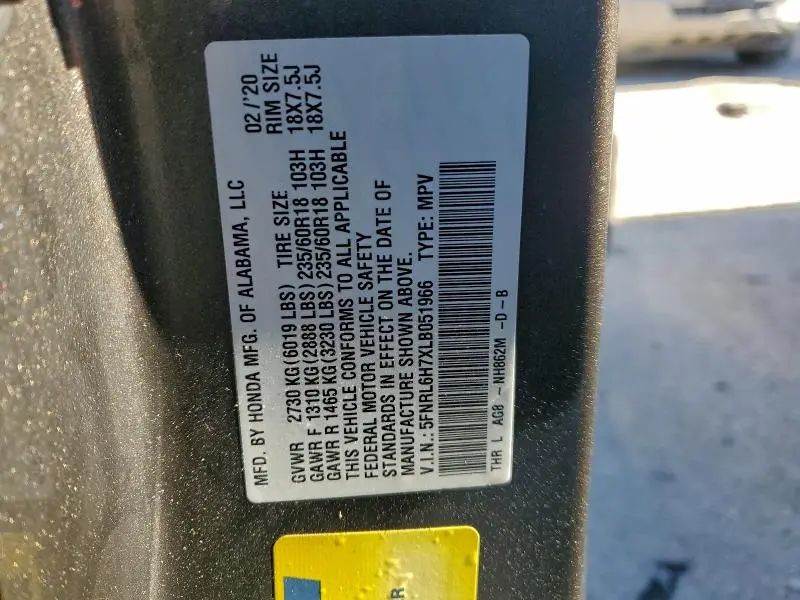 MFD. BY HONDA MFG. OF ALABAMA, LLC 02/'20
GVWR 2730 KG(6019 LBS) TIRE SIZE RIM SIZE
GAWR F 1310 KG(2888 LBS) 235/60R18 103H 18X7.5J
GAWR R 1465 KG(3230 LBS) 235/60R18 103H 18X7.5J
THIS VEHICLE CONFORMS TO ALL APPLICABLE
FEDERAL MOTOR VEHICLE SAFETY
STANDARDS IN EFFECT ON THE DATE OF
MANUFACTURE SHOWN ABOVE.
V.I.N.: 5FNRL6H7XLB051966 TYPE: MPV
THR L AG8 -NH862M -D-B